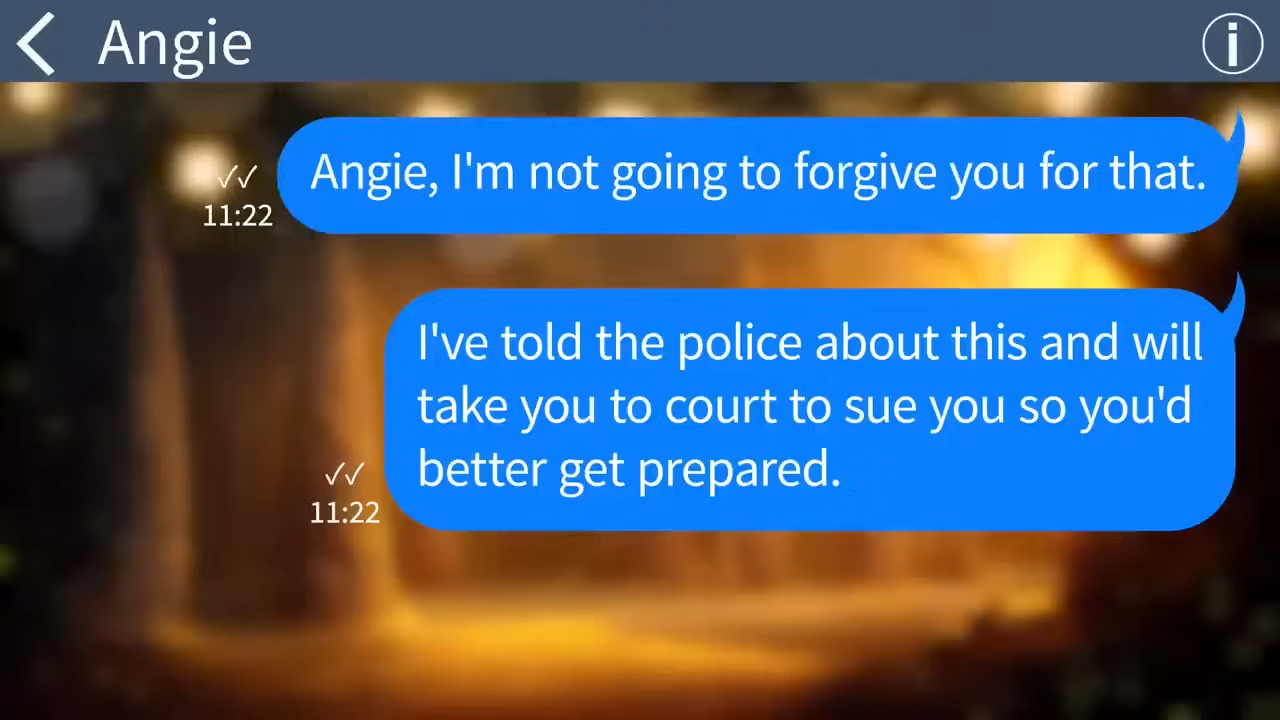 Angie
i
Angie, I'm not going to forgive you for that.
✓✓
11:22
I've told the police about this and will
take you to court to sue you so you'd
better get prepared.
✓✓
11:22